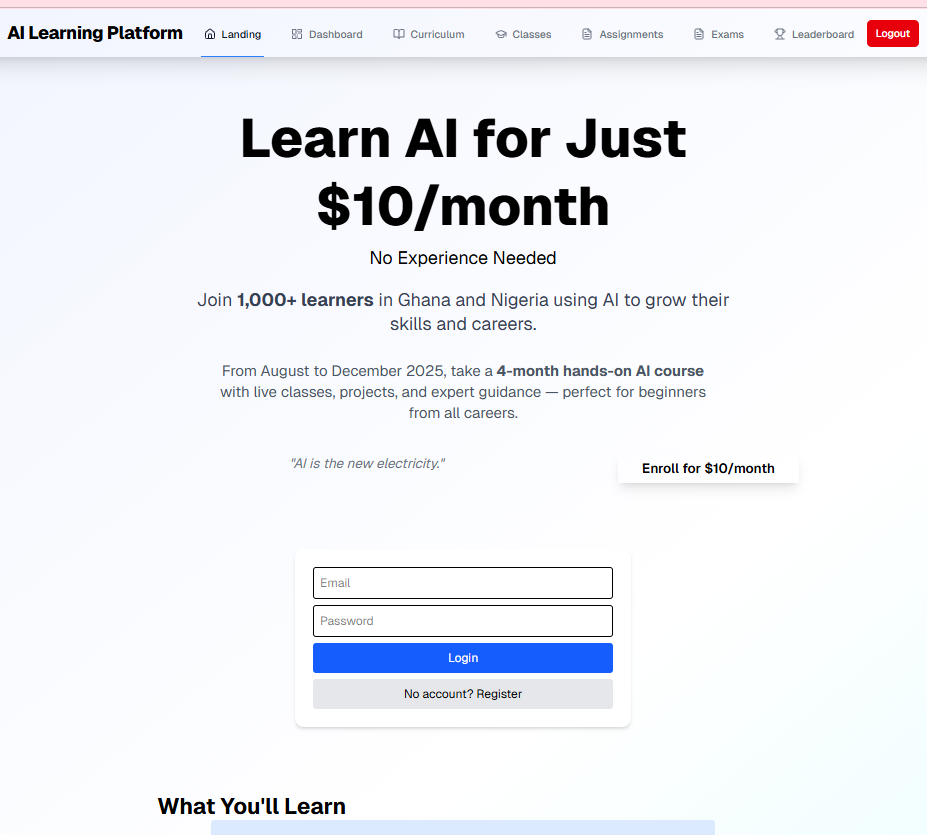 AI Learning Platform
Landing
Dashboard
Curriculum
Classes
Assignments
Exams
Leaderboard
Logout
Learn AI for Just
$10/month
No Experience Needed
Join 1,000+ learners in Ghana and Nigeria using AI to grow their
skills and careers.
From August to December 2025, take a 4-month hands-on AI course
with live classes, projects, and expert guidance — perfect for beginners
from all careers.
"AI is the new electricity."
Enroll for $10/month
Email
Password
Login
No account? Register
What You'll Learn